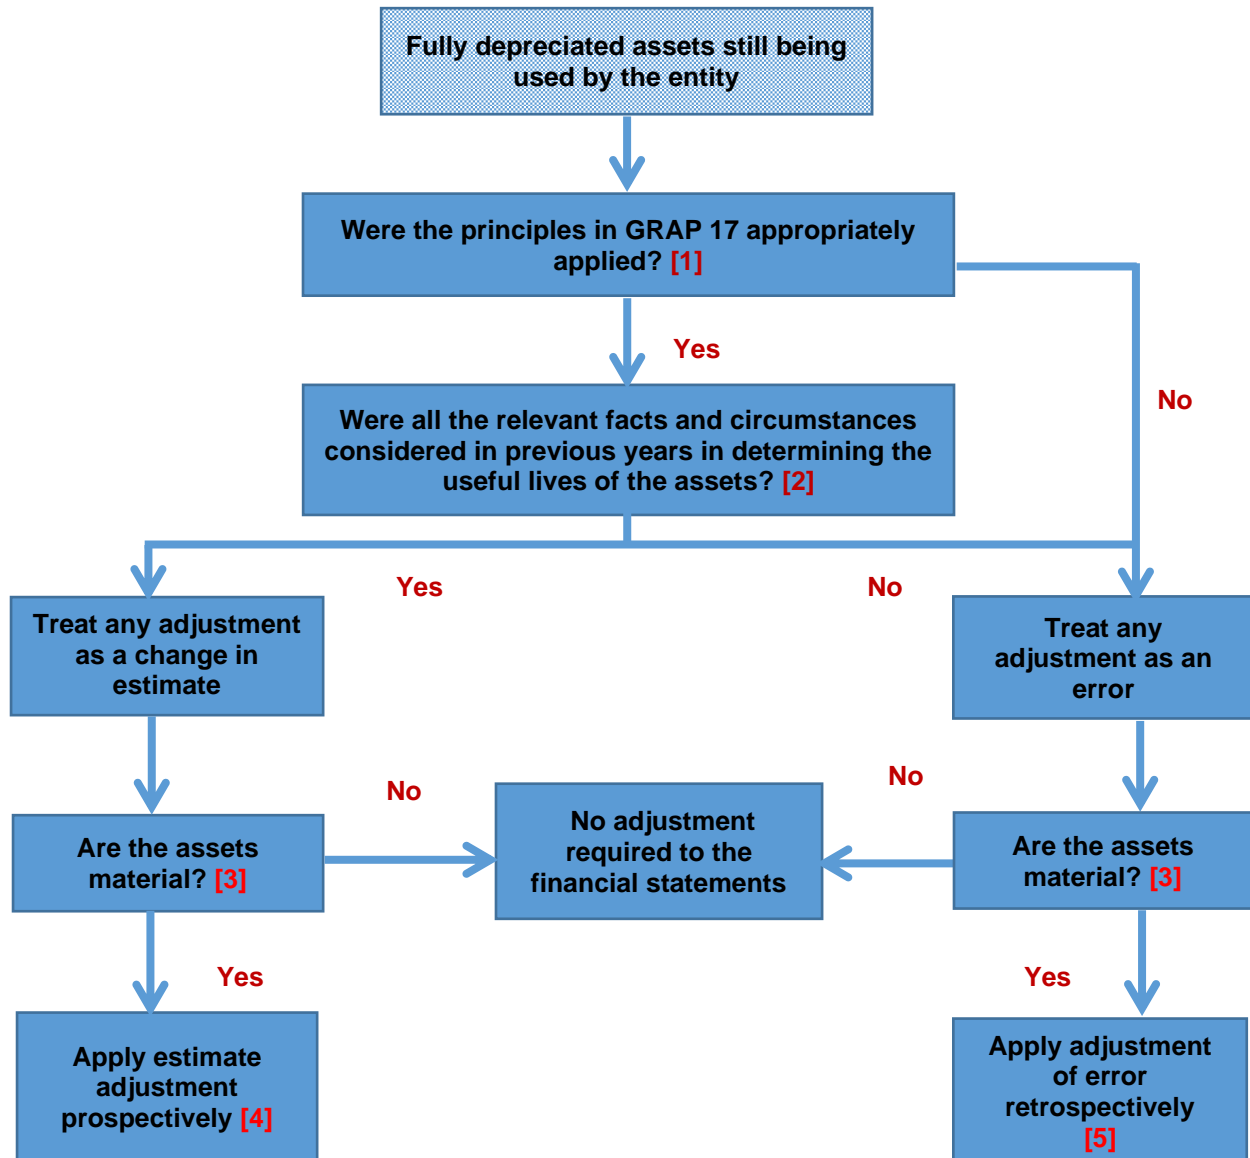 Fully depreciated assets still being
used by the entity
Were the principles in GRAP 17 appropriately
applied? [1]
Yes
No
Were all the relevant facts and circumstances
considered in previous years in determining the
useful lives of the assets? [2]
Yes
No
Treat any adjustment
as a change in
estimate
Treat any
adjustment as an
error
No
No
Are the assets
material? [3]
No adjustment
required to the
financial statements
Are the assets
material? [3]
Yes
Yes
Apply estimate
adjustment
prospectively [4]
Apply adjustment
of error
retrospectively
[5]